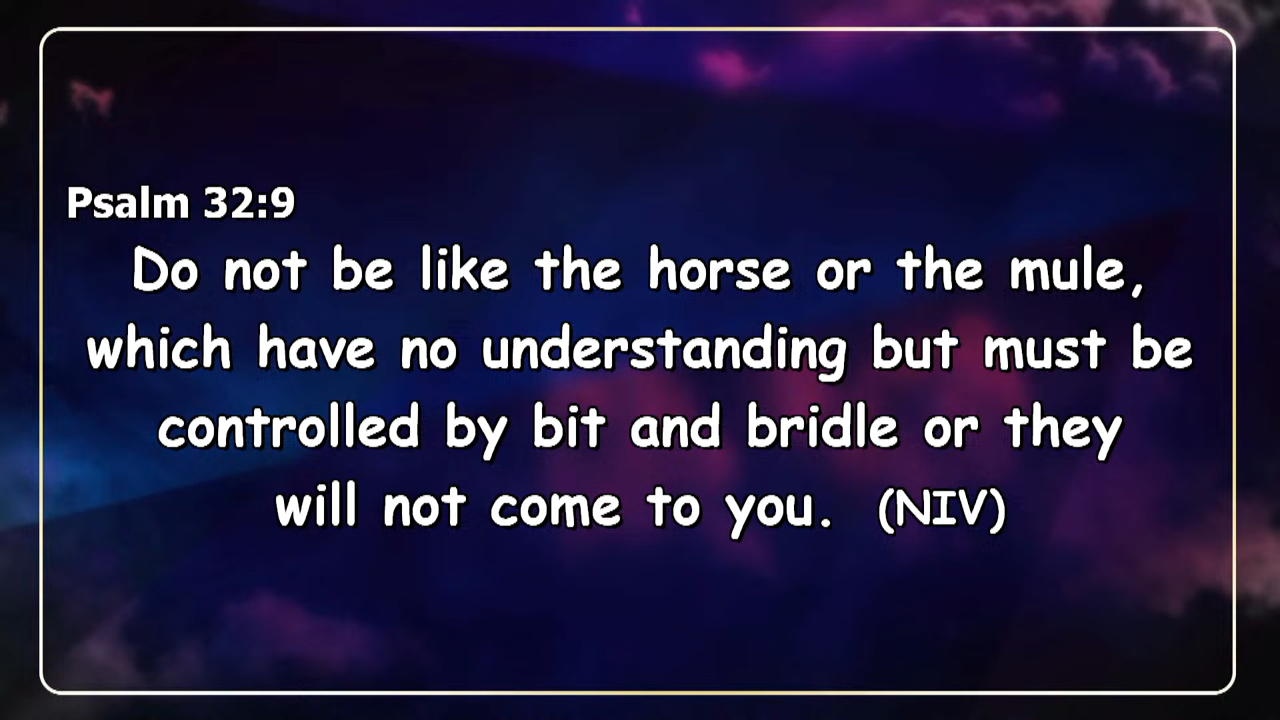 Psalm 32:9
Do not be like the horse or the mule,
which have no understanding but must be
controlled by bit and bridle or they
will not come to you. (NIV)